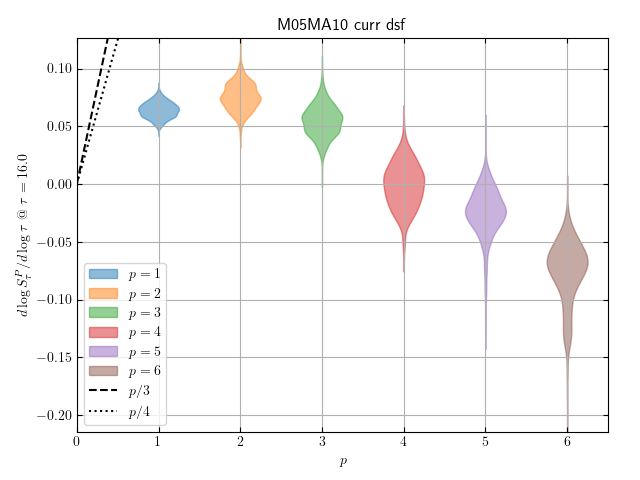 M05MA10 curr dsf
d log S_τ^P / d log τ @ τ = 16.0
0.10
0.05
0.00
−0.05
−0.10
−0.15
−0.20
p = 1
p = 2
p = 3
p = 4
p = 5
p = 6
p/3
p/4
0 1 2 3 4 5 6
p